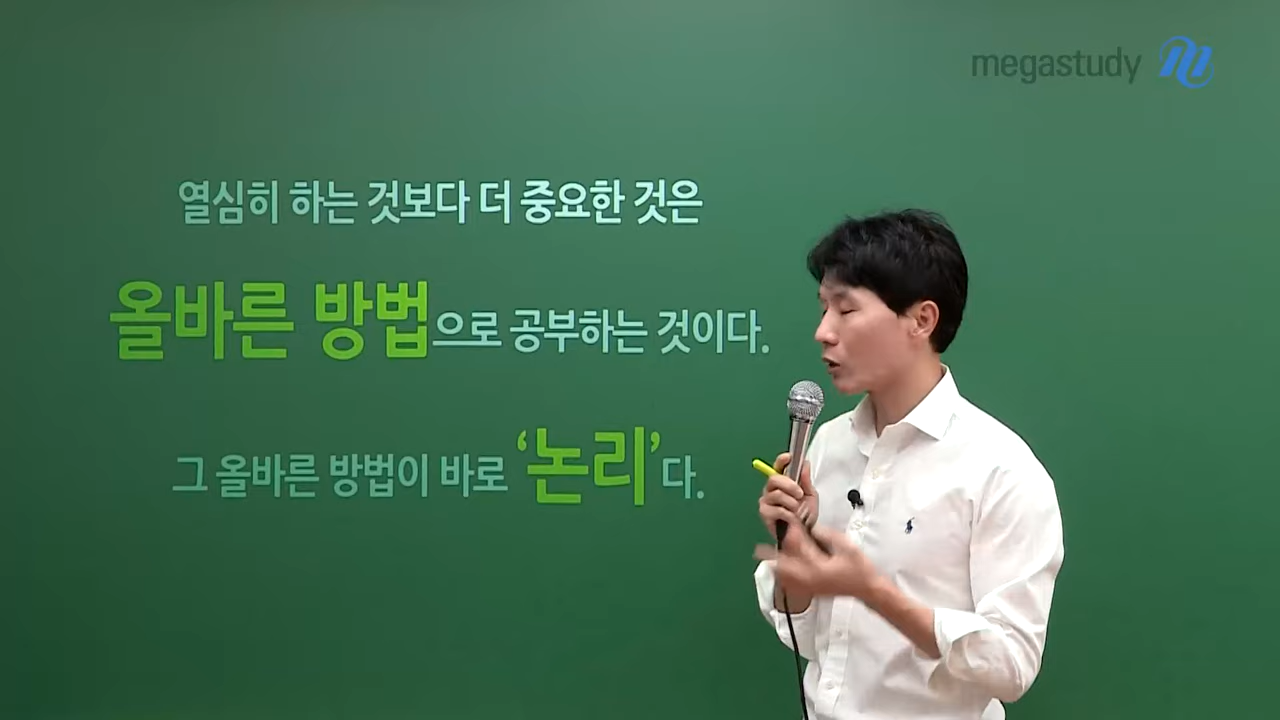 megastudy
열심히 하는 것보다 더 중요한 것은
올바른 방법으로 공부하는 것이다.
그 올바른 방법이 바로 ‘논리’다.